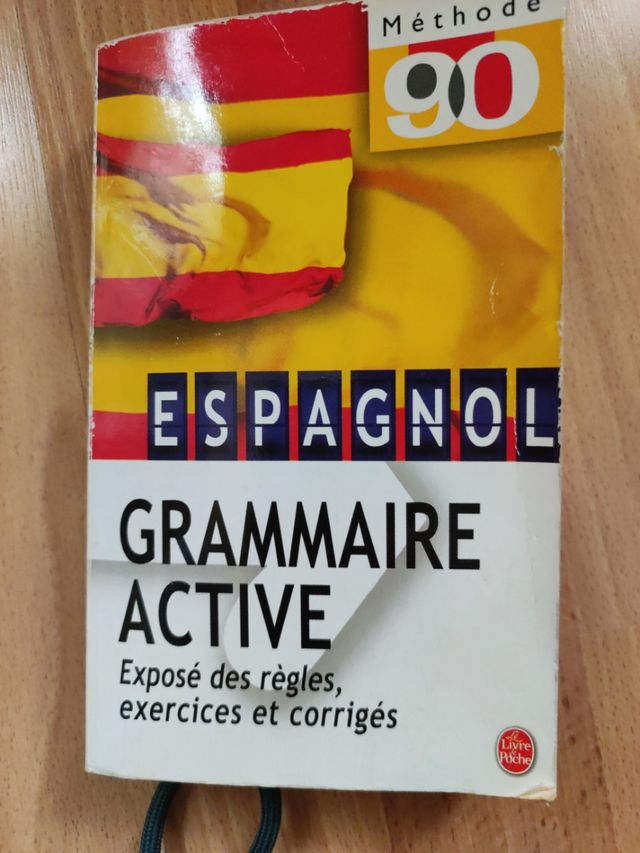 Méthode
90
ESPAGNOL
GRAMMAIRE
ACTIVE
Exposé des règles,
exercices et corrigés
Le
Livre
de
Poche